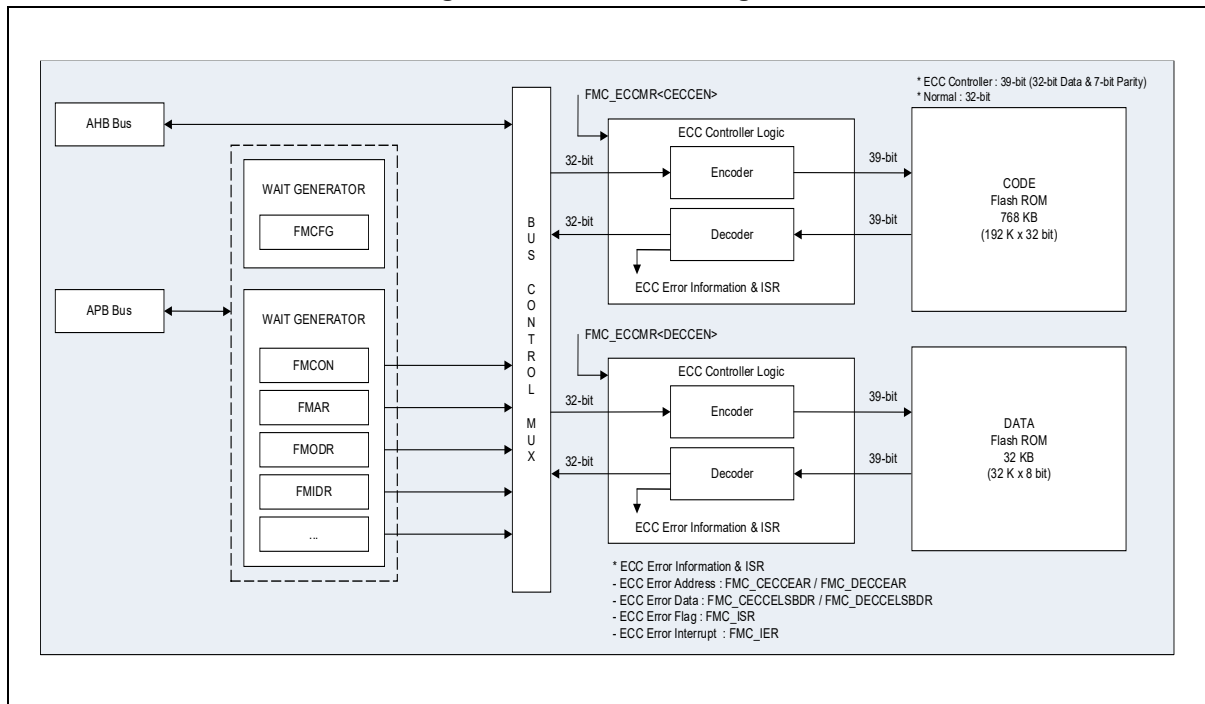 * ECC Controller : 39-bit (32-bit Data & 7-bit Parity)
* Normal : 32-bit
FMC_ECCMR<CECCEN>
AHB Bus
ECC Controller Logic
32-bit
Encoder
39-bit
WAIT GENERATOR
FMCFG
CODE
Flash ROM
768 KB
(192 K x 32 bit)
32-bit
Decoder
39-bit
ECC Error Information & ISR
APB Bus
WAIT GENERATOR
FMCON
FMAR
FMODR
FMIDR
...
BUS CONTROL MUX
FMC_ECCMR<DECCEN>
ECC Controller Logic
32-bit
Encoder
39-bit
DATA
Flash ROM
32 KB
(32 K x 8 bit)
32-bit
Decoder
39-bit
ECC Error Information & ISR
* ECC Error Information & ISR
- ECC Error Address : FMC_CECCEAR / FMC_DECCEAR
- ECC Error Data : FMC_CECCELSBDR / FMC_DECCELSBDR
- ECC Error Flag : FMC_ISR
- ECC Error Interrupt : FMC_IER